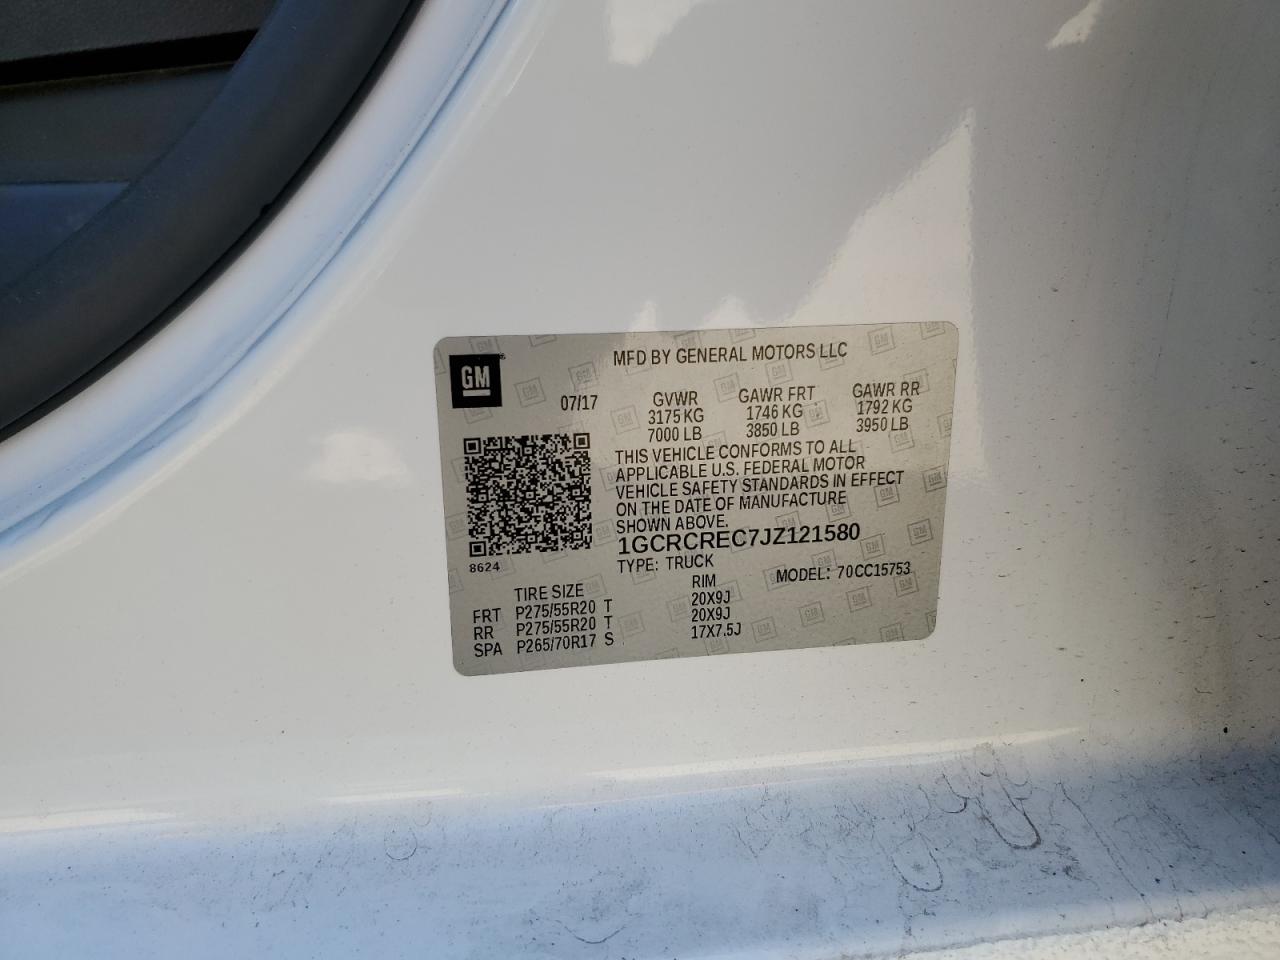 GM
MFD BY GENERAL MOTORS LLC
07/17 GVWR GAWR FRT GAWR RR
3175 KG 1746 KG 1792 KG
7000 LB 3850 LB 3950 LB
THIS VEHICLE CONFORMS TO ALL
APPLICABLE U.S. FEDERAL MOTOR
VEHICLE SAFETY STANDARDS IN EFFECT
ON THE DATE OF MANUFACTURE
SHOWN ABOVE.
1GCRCREC7JZ121580
8624
TYPE: TRUCK MODEL: 70CC15753
TIRE SIZE RIM
FRT P275/55R20 T 20X9J
RR P275/55R20 T 20X9J
SPA P265/70R17 S 17X7.5J